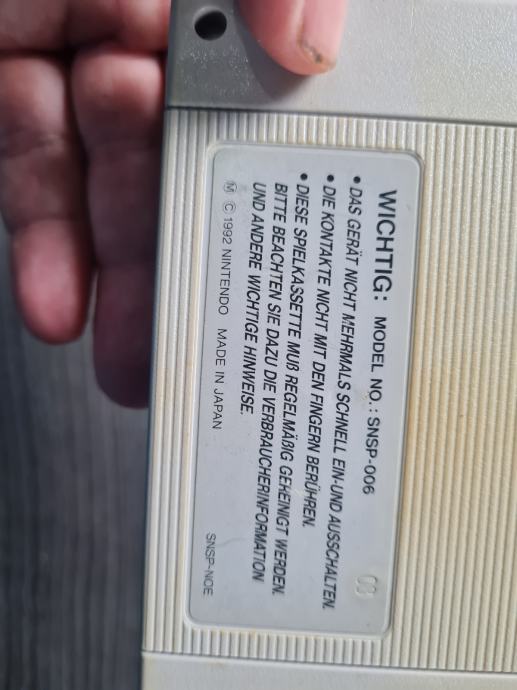 WICHTIG: MODEL NO.: SNSP-006
• DAS GERÄT NICHT MEHRMALS SCHNELL EIN-UND AUSSCHALTEN.
• DIE KONTAKTE NICHT MIT DEN FINGERN BERÜHREN.
• DIESE SPIELKASSETTE MUß REGELMÄßIG GEREINIGT WERDEN.
BITTE BEACHTEN SIE DAZU DIE VERBRAUCHERINFORMATION
UND ANDERE WICHTIGE HINWEISE.
Ⓜ © 1992 NINTENDO MADE IN JAPAN
SNSP-NOE